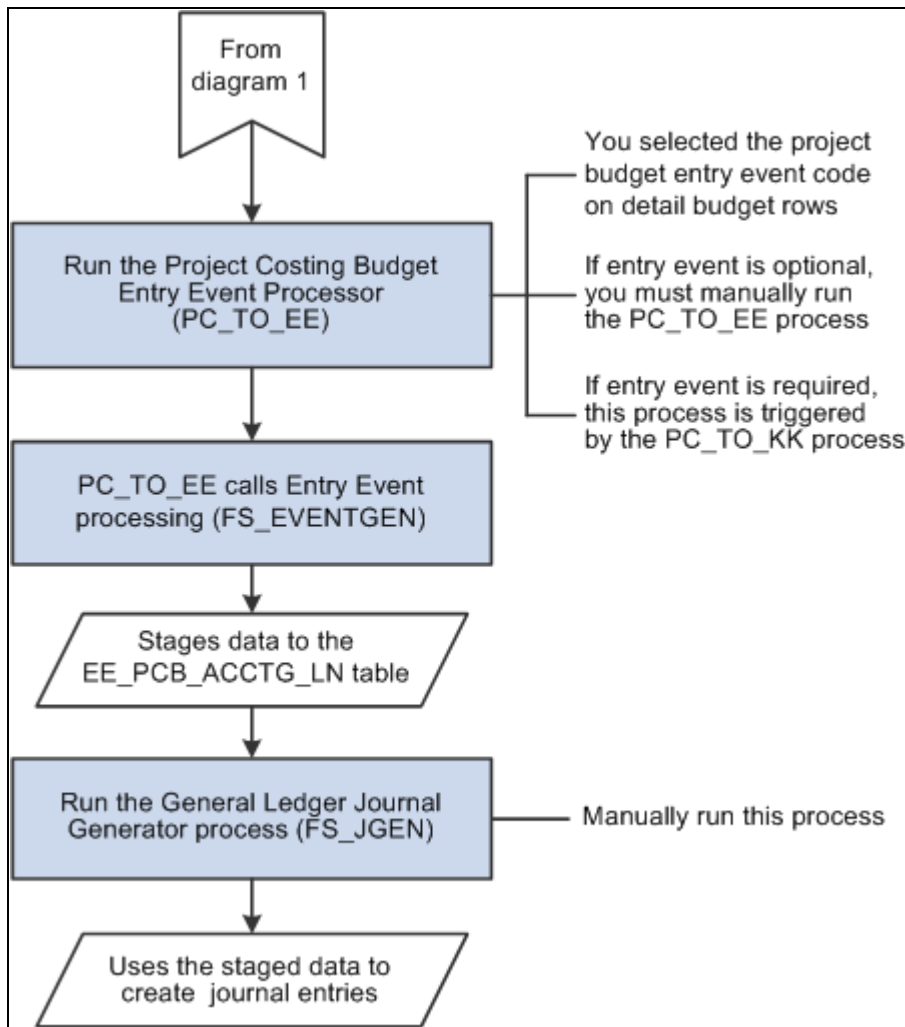 From
diagram 1
You selected the project
budget entry event code
on detail budget rows
Run the Project Costing Budget
Entry Event Processor
(PC_TO_EE)
If entry event is optional,
you must manually run
the PC_TO_EE process
If entry event is required,
this process is triggered
by the PC_TO_KK process
PC_TO_EE calls Entry Event
processing (FS_EVENTGEN)
Stages data to the
EE_PCB_ACCTG_LN table
Run the General Ledger Journal
Generator process (FS_JGEN)
Manually run this process
Uses the staged data to
create journal entries